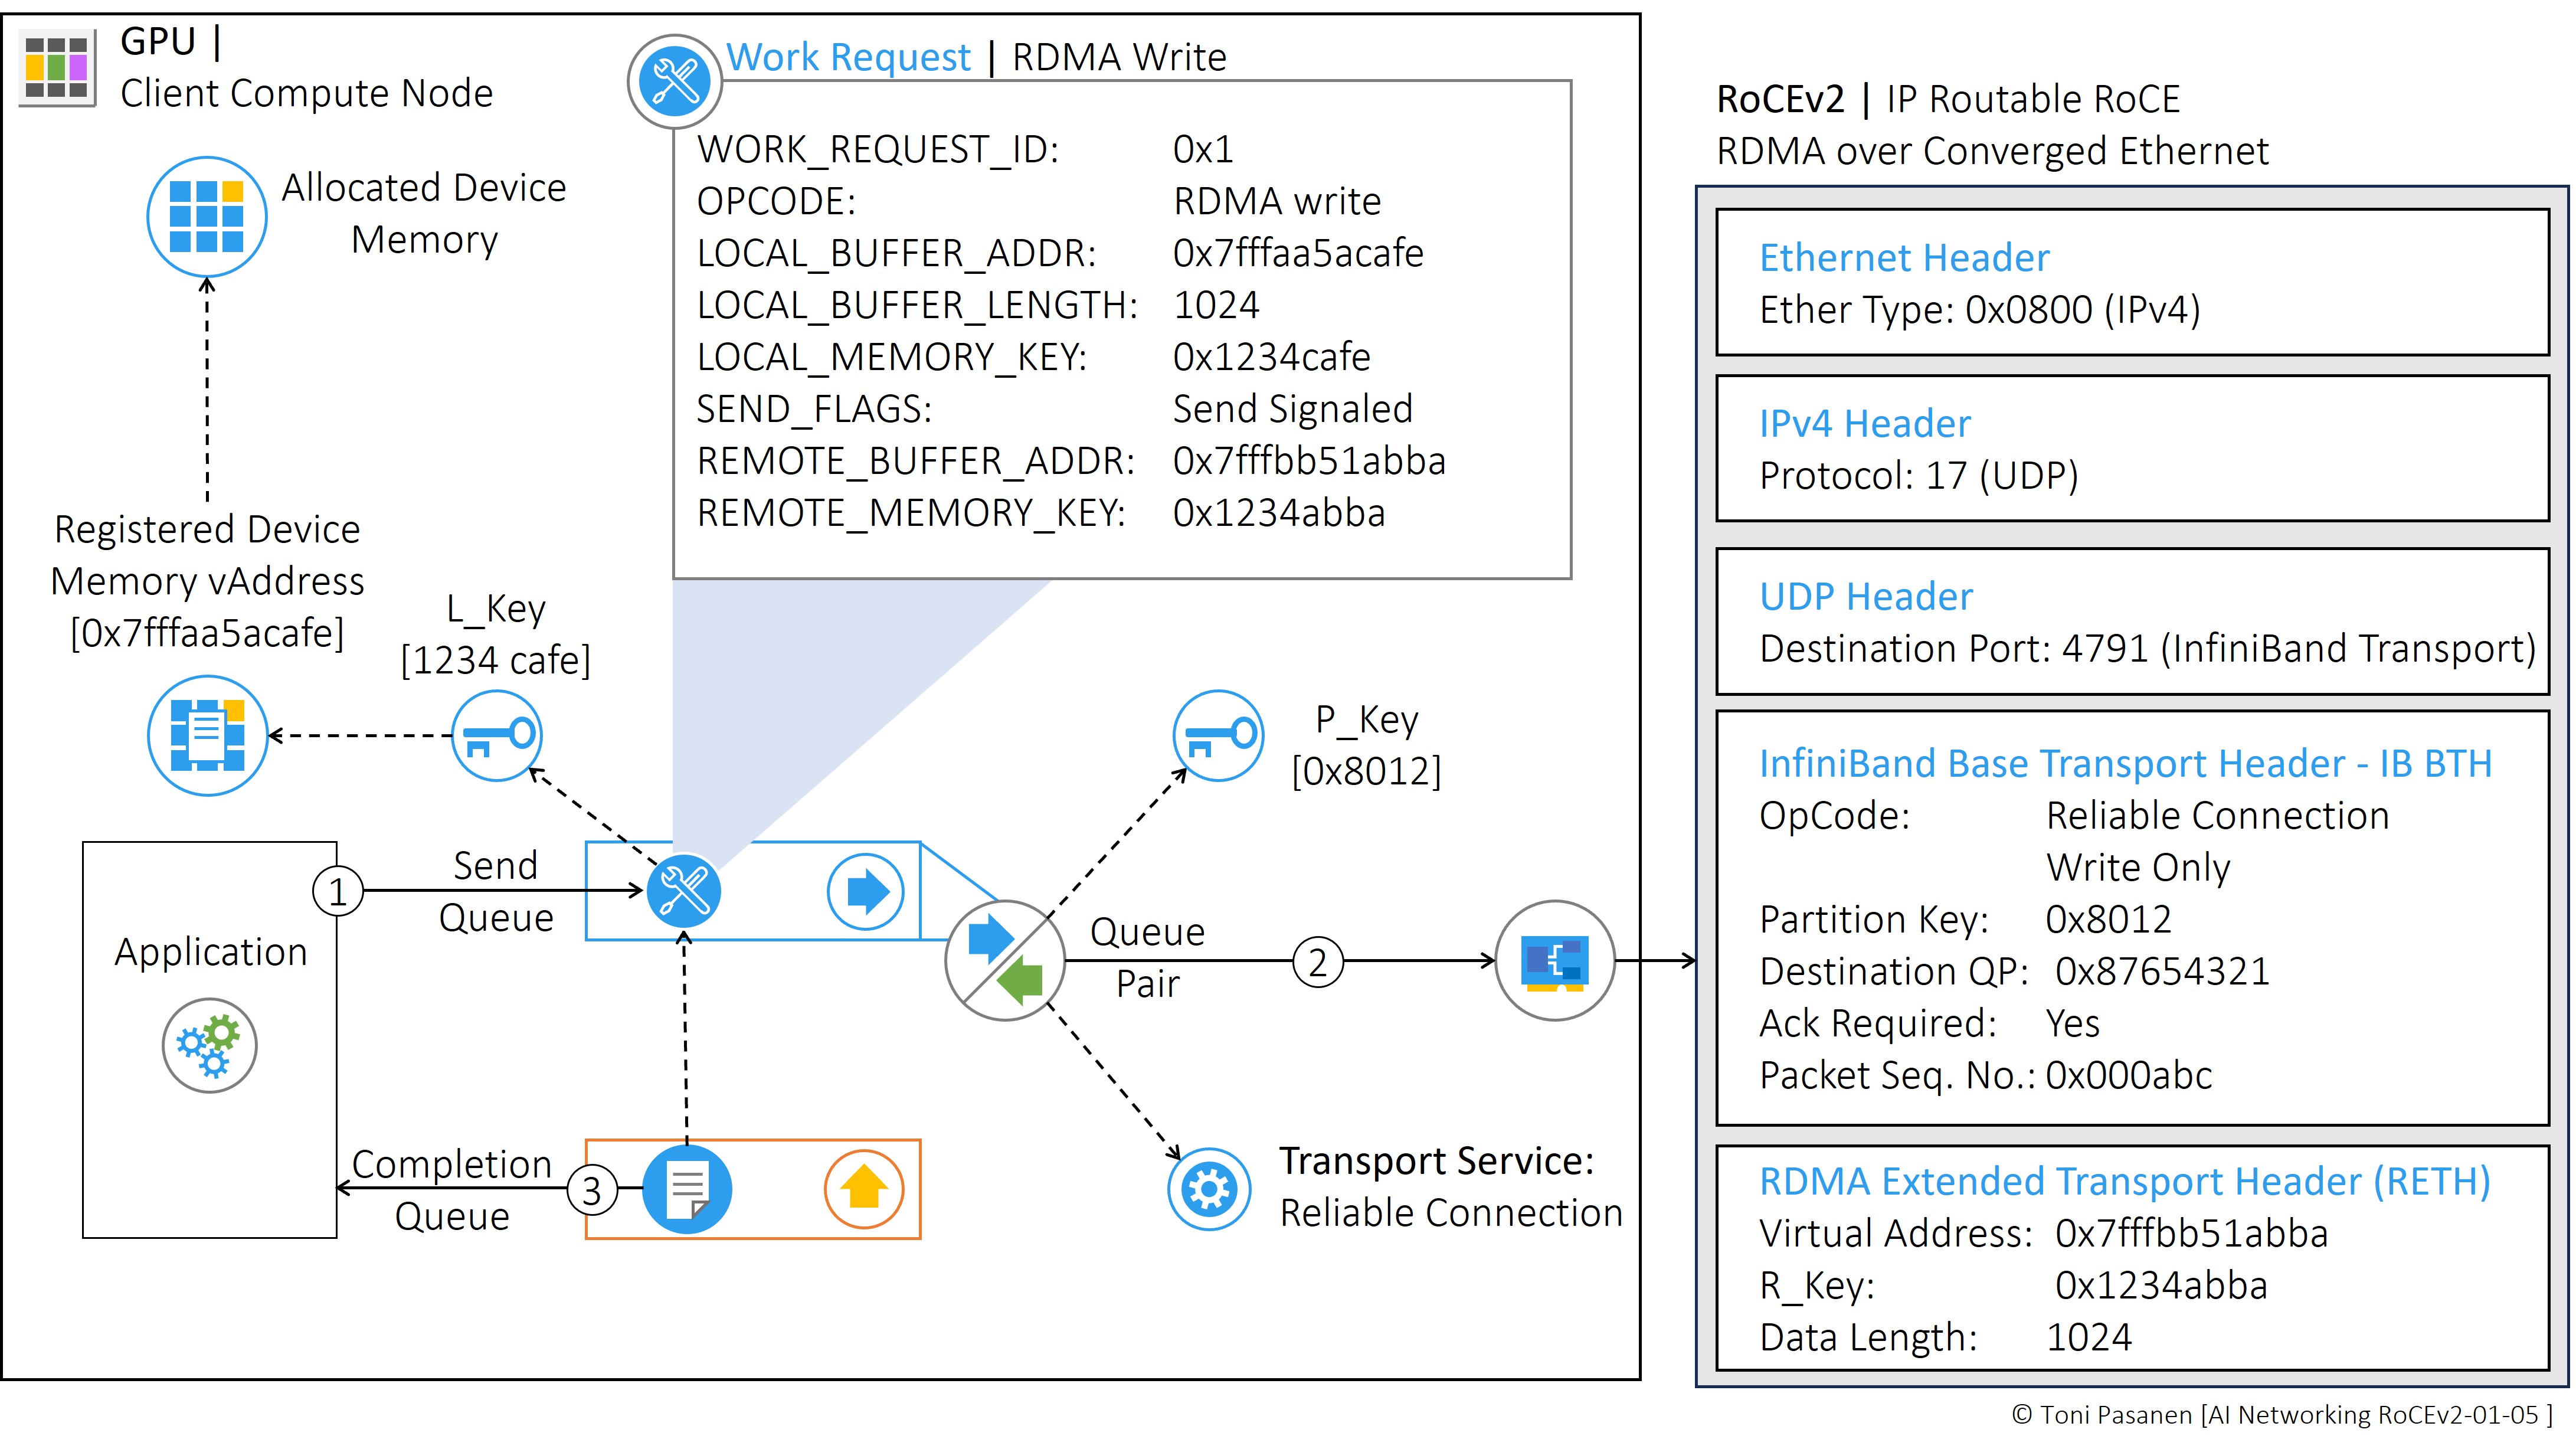 GPU |
Client Compute Node
Allocated Device
Memory
Registered Device
Memory vAddress
[0x7fffaa5acafe]
L_Key
[1234 cafe]
Work Request | RDMA Write
WORK_REQUEST_ID: 0x1
OPCODE: RDMA write
LOCAL_BUFFER_ADDR: 0x7fffaa5acafe
LOCAL_BUFFER_LENGTH: 1024
LOCAL_MEMORY_KEY: 0x1234cafe
SEND_FLAGS: Send Signaled
REMOTE_BUFFER_ADDR: 0x7fffbb51abba
REMOTE_MEMORY_KEY: 0x1234abba
P_Key
[0x8012]
Application
1
Send
Queue
Queue
Pair
2
Completion
Queue
3
Transport Service:
Reliable Connection
RoCEv2 | IP Routable RoCE
RDMA over Converged Ethernet
Ethernet Header
Ether Type: 0x0800 (IPv4)
IPv4 Header
Protocol: 17 (UDP)
UDP Header
Destination Port: 4791 (InfiniBand Transport)
InfiniBand Base Transport Header - IB BTH
OpCode: Reliable Connection
Write Only
Partition Key: 0x8012
Destination QP: 0x87654321
Ack Required: Yes
Packet Seq. No.: 0x000abc
RDMA Extended Transport Header (RETH)
Virtual Address: 0x7fffbb51abba
R_Key: 0x1234abba
Data Length: 1024
© Toni Pasanen [AI Networking RoCEv2-01-05 ]